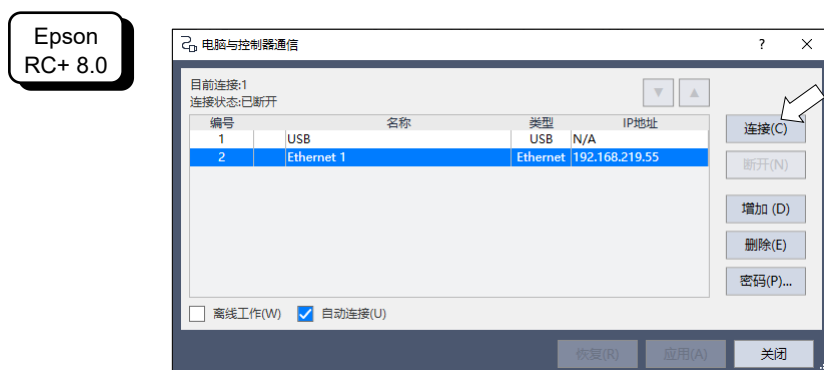 Epson
RC+ 8.0
电脑与控制器通信
?
目前连接:1
连接状态:已断开
编号 名称 类型 IP地址
1 USB USB N/A
2 Ethernet 1 Ethernet 192.168.219.55
连接(C)
断开(N)
增加 (D)
删除(E)
密码(P)...
离线工作(W) 自动连接(U)
恢复(R) 应用(A) 关闭